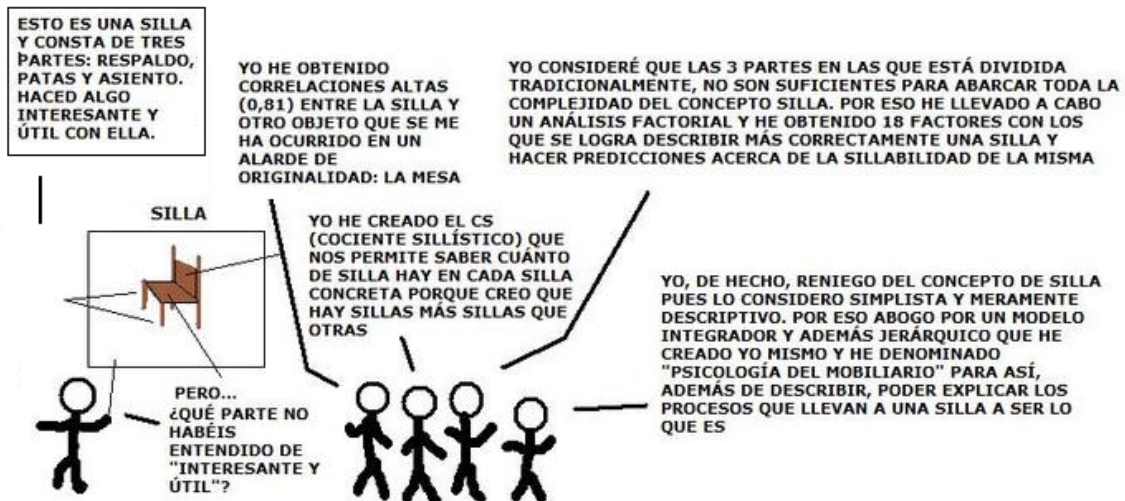 ESTO ES UNA SILLA
Y CONSTA DE TRES
PARTES: RESPALDO,
PATAS Y ASIENTO.
HACED ALGO
INTERESANTE Y
ÚTIL CON ELLA.
YO HE OBTENIDO
CORRELACIONES ALTAS
(0,81) ENTRE LA SILLA Y
OTRO OBJETO QUE SE ME
HA OCURRIDO EN UN
ALARDE DE
ORIGINALIDAD: LA MESA
YO CONSIDERÉ QUE LAS 3 PARTES EN LAS QUE ESTÁ DIVIDIDA
TRADICIONALMENTE, NO SON SUFICIENTES PARA ABARCAR TODA LA
COMPLEJIDAD DEL CONCEPTO SILLA. POR ESO HE LLEVADO A CABO
UN ANÁLISIS FACTORIAL Y HE OBTENIDO 18 FACTORES CON LOS
QUE SE LOGRA DESCRIBIR MÁS CORRECTAMENTE UNA SILLA Y
HACER PREDICCIONES ACERCA DE LA SILLABILIDAD DE LA MISMA
SILLA
YO HE CREADO EL CS
(COCIENTE SILLÍSTICO) QUE
NOS PERMITE SABER CUÁNTO
DE SILLA HAY EN CADA SILLA
CONCRETA PORQUE CREO QUE
HAY SILLAS MÁS SILLAS QUE
OTRAS
YO, DE HECHO, RENIEGO DEL CONCEPTO DE SILLA
PUES LO CONSIDERO SIMPLISTA Y MERAMENTE
DESCRIPTIVO. POR ESO ABOGO POR UN MODELO
INTEGRADOR Y ADEMÁS JERÁRQUICO QUE HE
CREADO YO MISMO Y HE DENOMINADO
"PSICOLOGÍA DEL MOBILIARIO" PARA ASÍ,
ADEMÁS DE DESCRIBIR, PODER EXPLICAR LOS
PROCESOS QUE LLEVAN A UNA SILLA A SER LO
QUE ES
PERO...
¿QUÉ PARTE NO
HABÉIS
ENTENDIDO DE
"INTERESANTE Y
ÚTIL"?